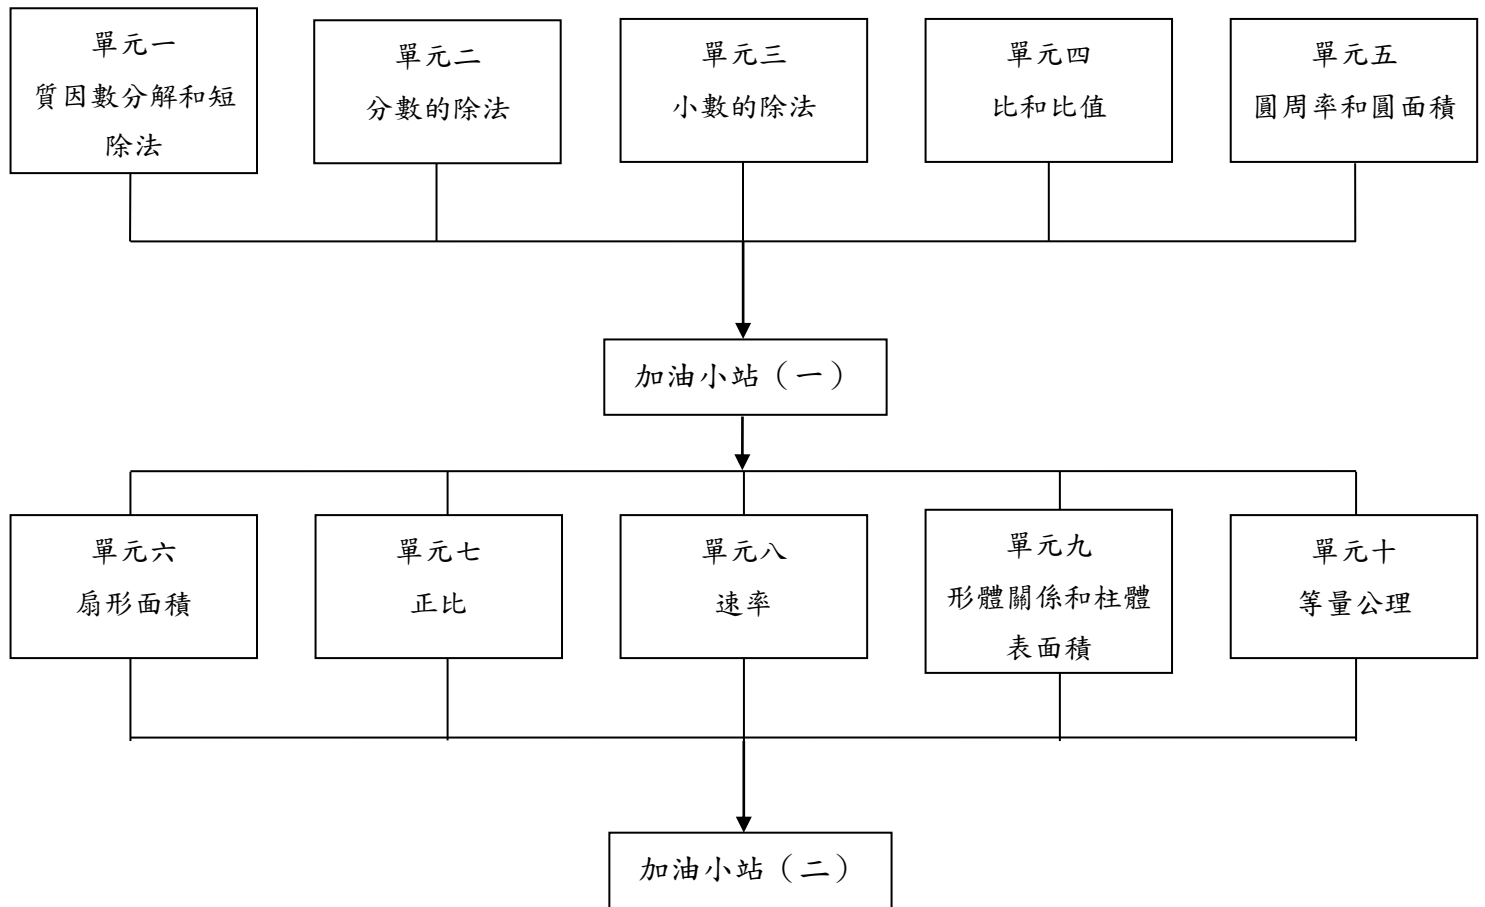 單元一
質因數分解和短
除法
單元二
分數的除法
單元三
小數的除法
單元四
比和比值
單元五
圓周率和圓面積
加油小站（一）
單元六
扇形面積
單元七
正比
單元八
速率
單元九
形體關係和柱體
表面積
單元十
等量公理
加油小站（二）